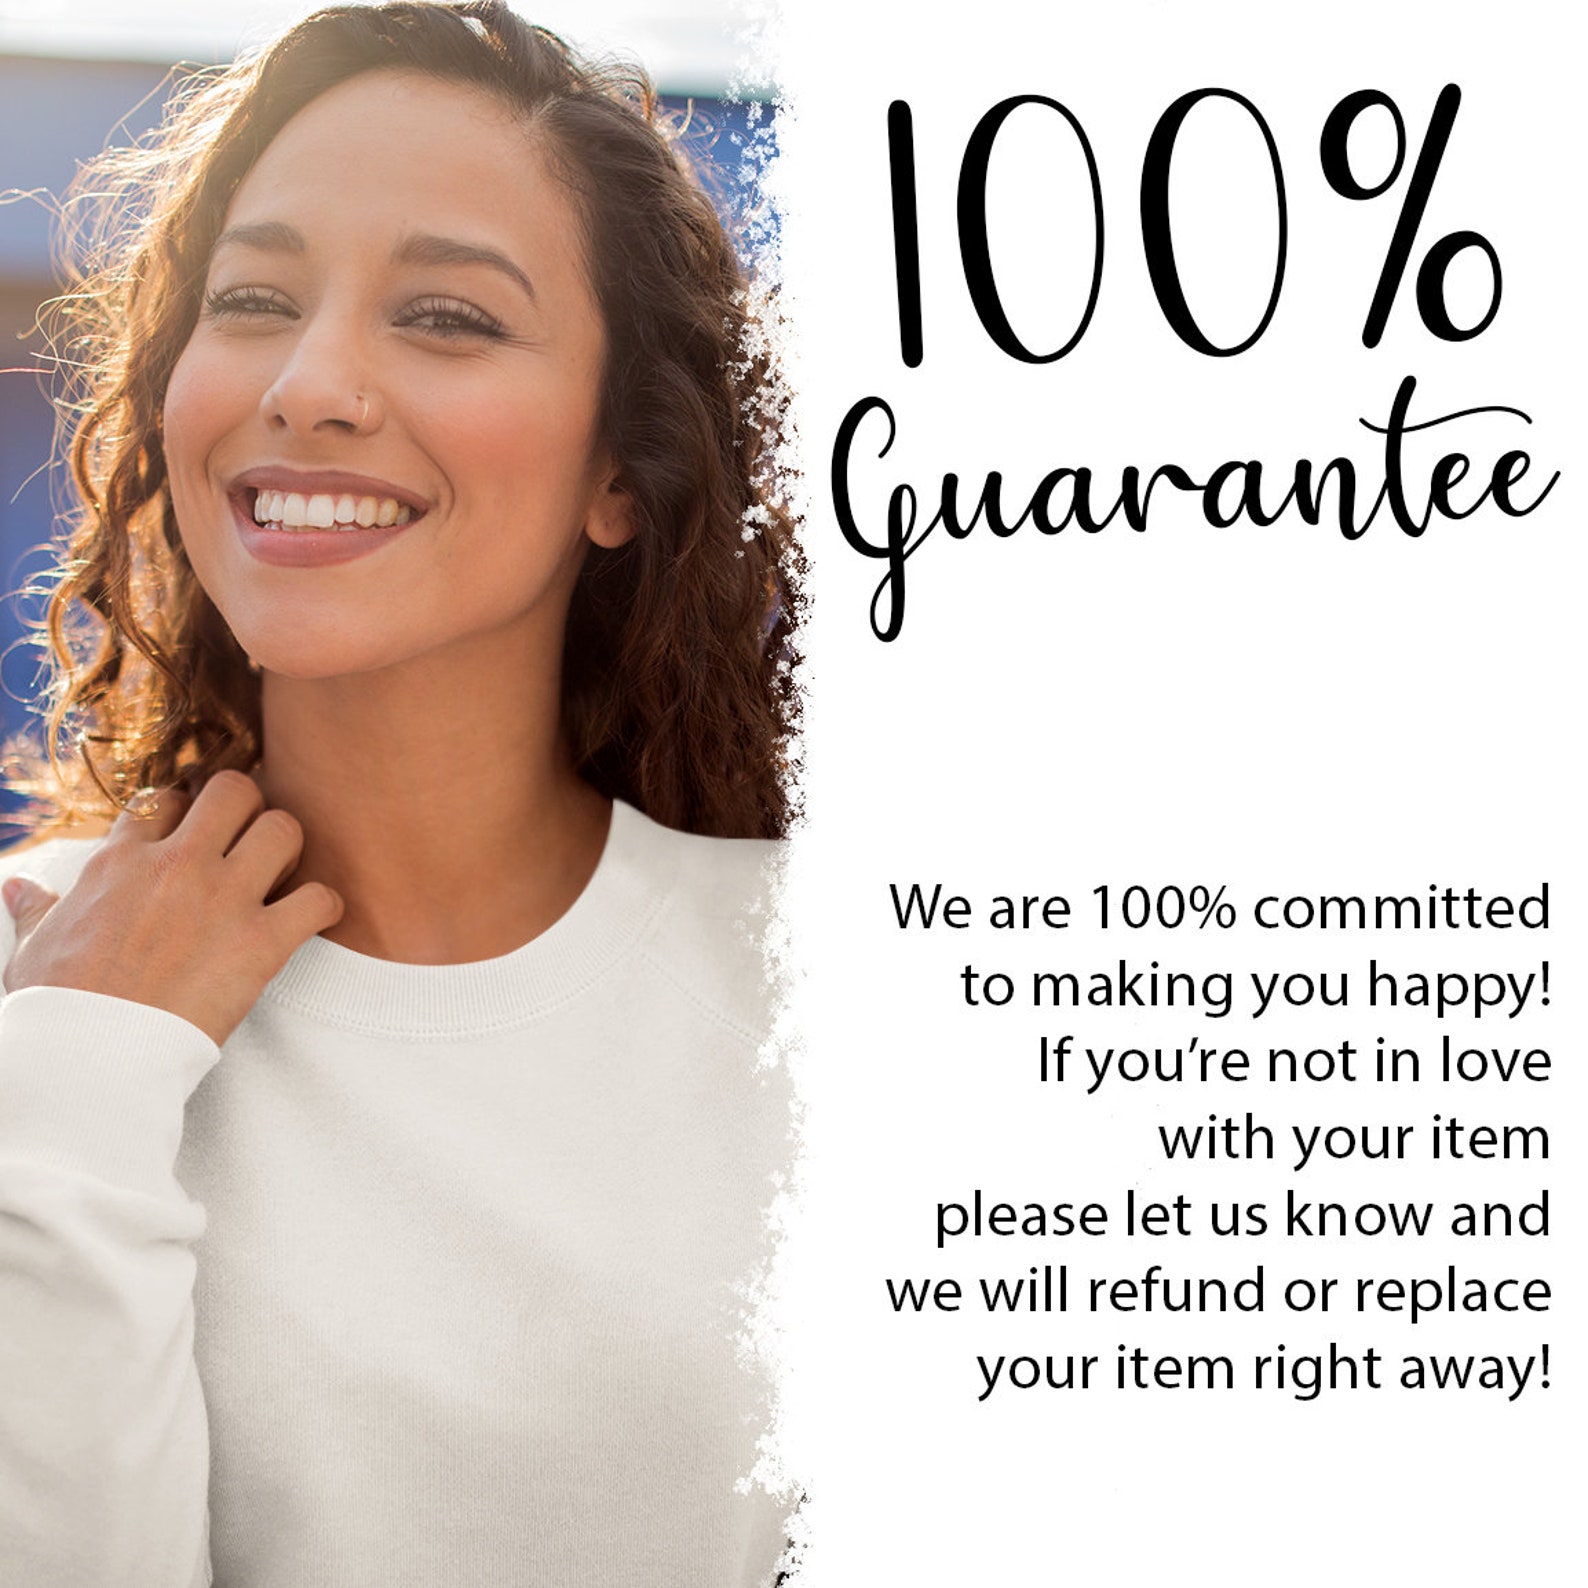 100%
Guarantee
We are 100% committed
to making you happy!
If you’re not in love
with your item
please let us know and
we will refund or replace
your item right away!